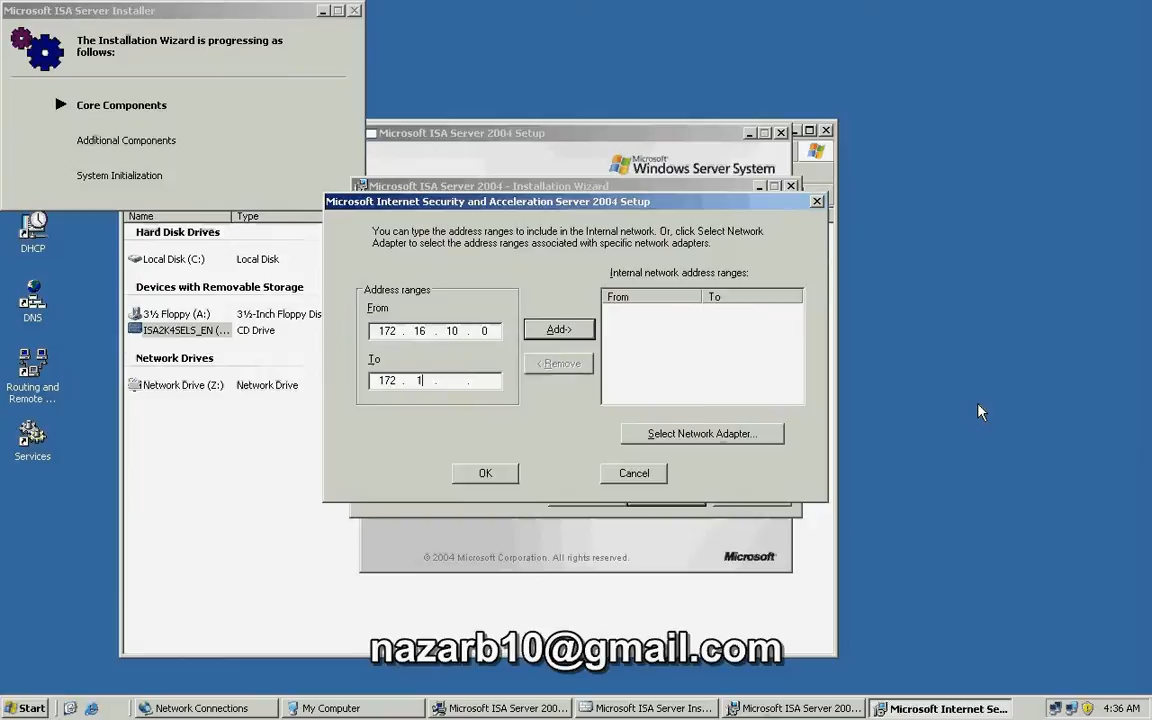 Microsoft ISA Server Installer
The Installation Wizard is progressing as
follows:
Core Components
Additional Components
System Initialization
Microsoft ISA Server 2004 Setup
Microsoft
Windows Server System
Microsoft ISA Server 2004 - Installation Wizard
Microsoft Internet Security and Acceleration Server 2004 Setup
You can type the address ranges to include in the Internal network. Or, click Select Network
Adapter to select the address ranges associated with specific network adapters.
Address ranges
From
172 . 16 . 10 . 0
To
172 . 1 . .
Add->
<-Remove
Internal network address ranges:
From To
Select Network Adapter...
OK
Cancel
© 2004 Microsoft Corporation. All rights reserved.
Microsoft
Name Type
Hard Disk Drives
Local Disk (C:) Local Disk
Devices with Removable Storage
3½ Floppy (A:) 3½-Inch Floppy Dis
ISA2K4SELS_EN (... CD Drive
Network Drives
Network Drive (Z:) Network Drive
DHCP
DNS
Routing and
Remote ...
Services
nazarb10@gmail.com
Start
Network Connections
My Computer
Microsoft ISA Server 200...
Microsoft ISA Server Ins...
Microsoft ISA Server 200...
Microsoft Internet Se...
4:36 AM